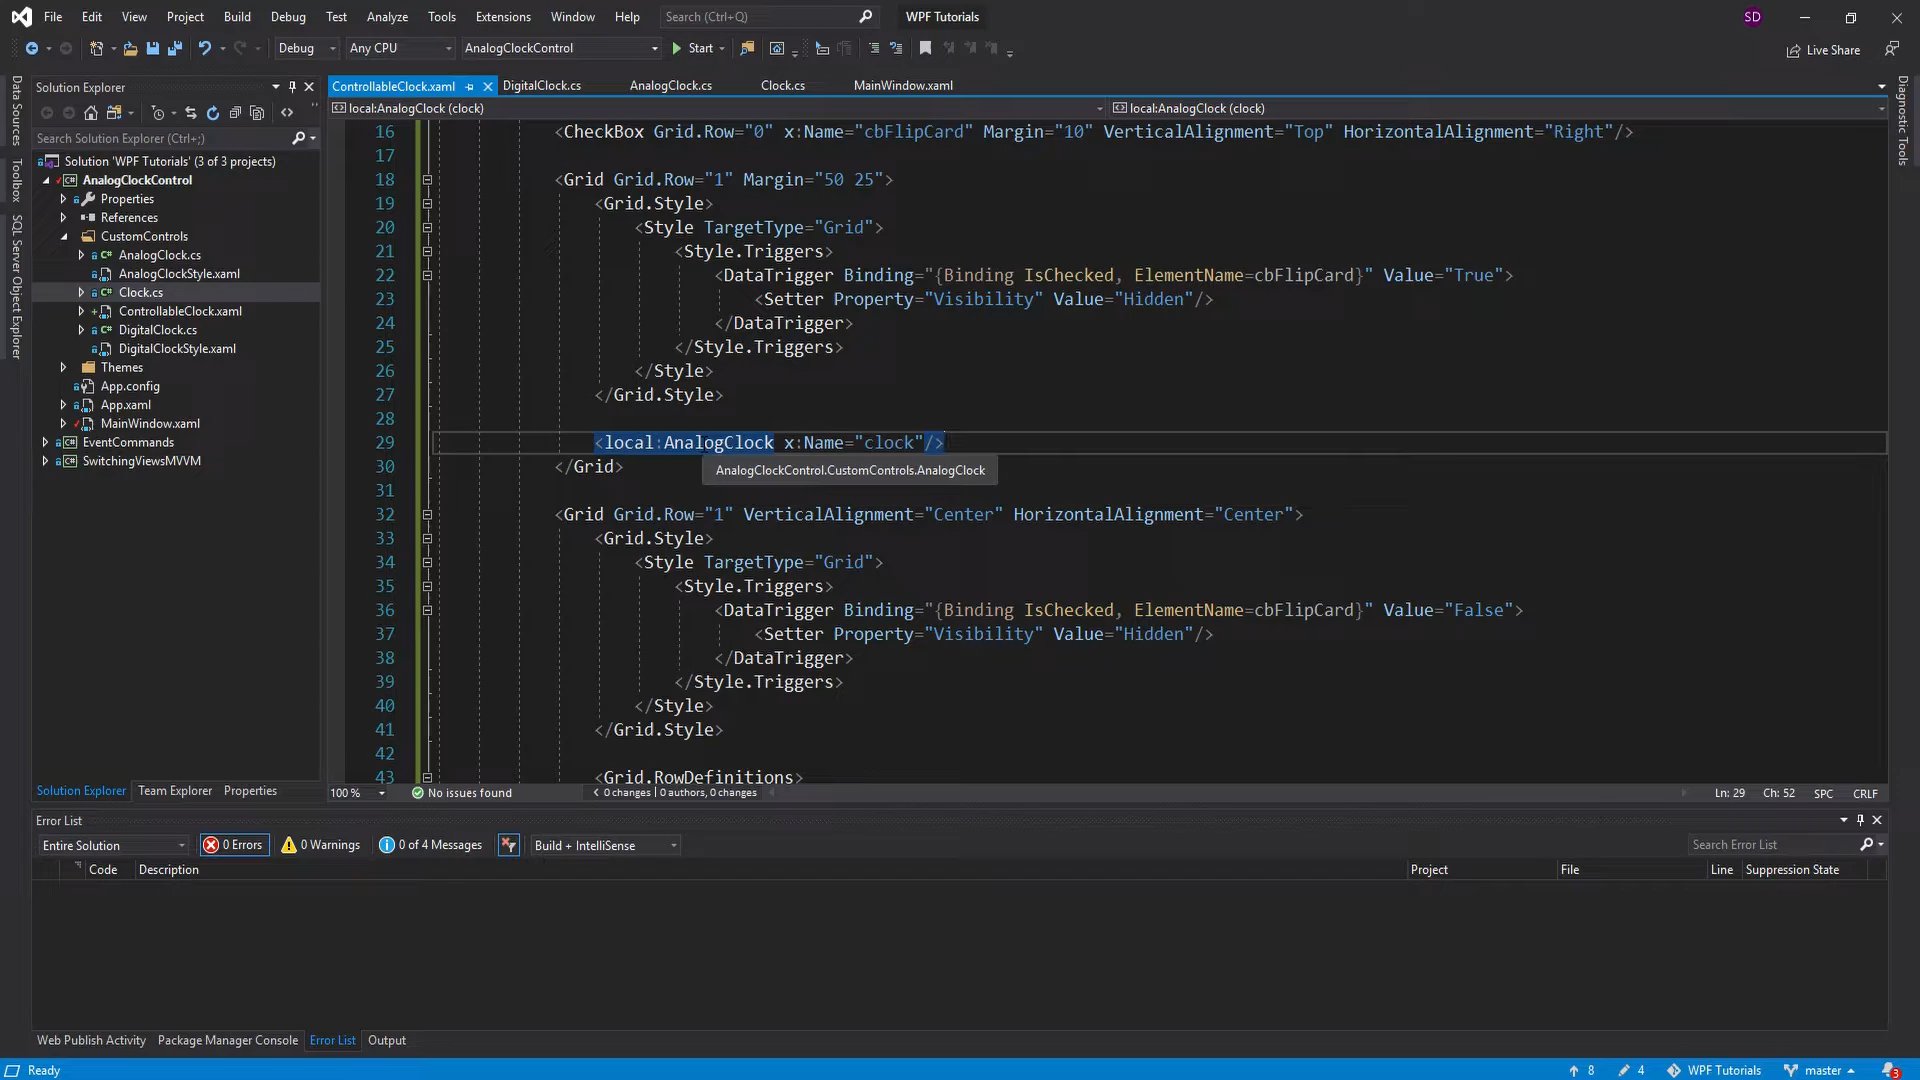 File Edit View Project Build Debug Test Analyze Tools Extensions Window Help Search (Ctrl+Q) WPF Tutorials SD
Debug Any CPU AnalogClockControl Start Live Share
Data Sources
Toolbox
SQL Server Object Explorer
Solution Explorer
Search Solution Explorer (Ctrl+;)
Solution 'WPF Tutorials' (3 of 3 projects)
AnalogClockControl
Properties
References
CustomControls
AnalogClock.cs
AnalogClockStyle.xaml
Clock.cs
ControllableClock.xaml
DigitalClock.cs
DigitalClockStyle.xaml
Themes
App.config
App.xaml
MainWindow.xaml
EventCommands
SwitchingViewsMVVM
Solution Explorer Team Explorer Properties
ControllableClock.xaml DigitalClock.cs AnalogClock.cs Clock.cs MainWindow.xaml
local:AnalogClock (clock) local:AnalogClock (clock)
16 <CheckBox Grid.Row="0" x:Name="cbFlipCard" Margin="10" VerticalAlignment="Top" HorizontalAlignment="Right"/>
17
18 <Grid Grid.Row="1" Margin="50 25">
19 <Grid.Style>
20 <Style TargetType="Grid">
21 <Style.Triggers>
22 <DataTrigger Binding="{Binding IsChecked, ElementName=cbFlipCard}" Value="True">
23 <Setter Property="Visibility" Value="Hidden"/>
24 </DataTrigger>
25 </Style.Triggers>
26 </Style>
27 </Grid.Style>
28
29 <local:AnalogClock x:Name="clock"/>
30 </Grid>
AnalogClockControl.CustomControls.AnalogClock
31
32 <Grid Grid.Row="1" VerticalAlignment="Center" HorizontalAlignment="Center">
33 <Grid.Style>
34 <Style TargetType="Grid">
35 <Style.Triggers>
36 <DataTrigger Binding="{Binding IsChecked, ElementName=cbFlipCard}" Value="False">
37 <Setter Property="Visibility" Value="Hidden"/>
38 </DataTrigger>
39 </Style.Triggers>
40 </Style>
41 </Grid.Style>
42
43 <Grid.RowDefinitions>
100 % No issues found 0 changes | 0 authors, 0 changes Ln: 29 Ch: 52 SPC CRLF
Diagnostic Tools
Error List
Entire Solution 0 Errors 0 Warnings 0 of 4 Messages Build + IntelliSense Search Error List
Code Description Project File Line Suppression State
Web Publish Activity Package Manager Console Error List Output
Ready 8 4 WPF Tutorials master 3